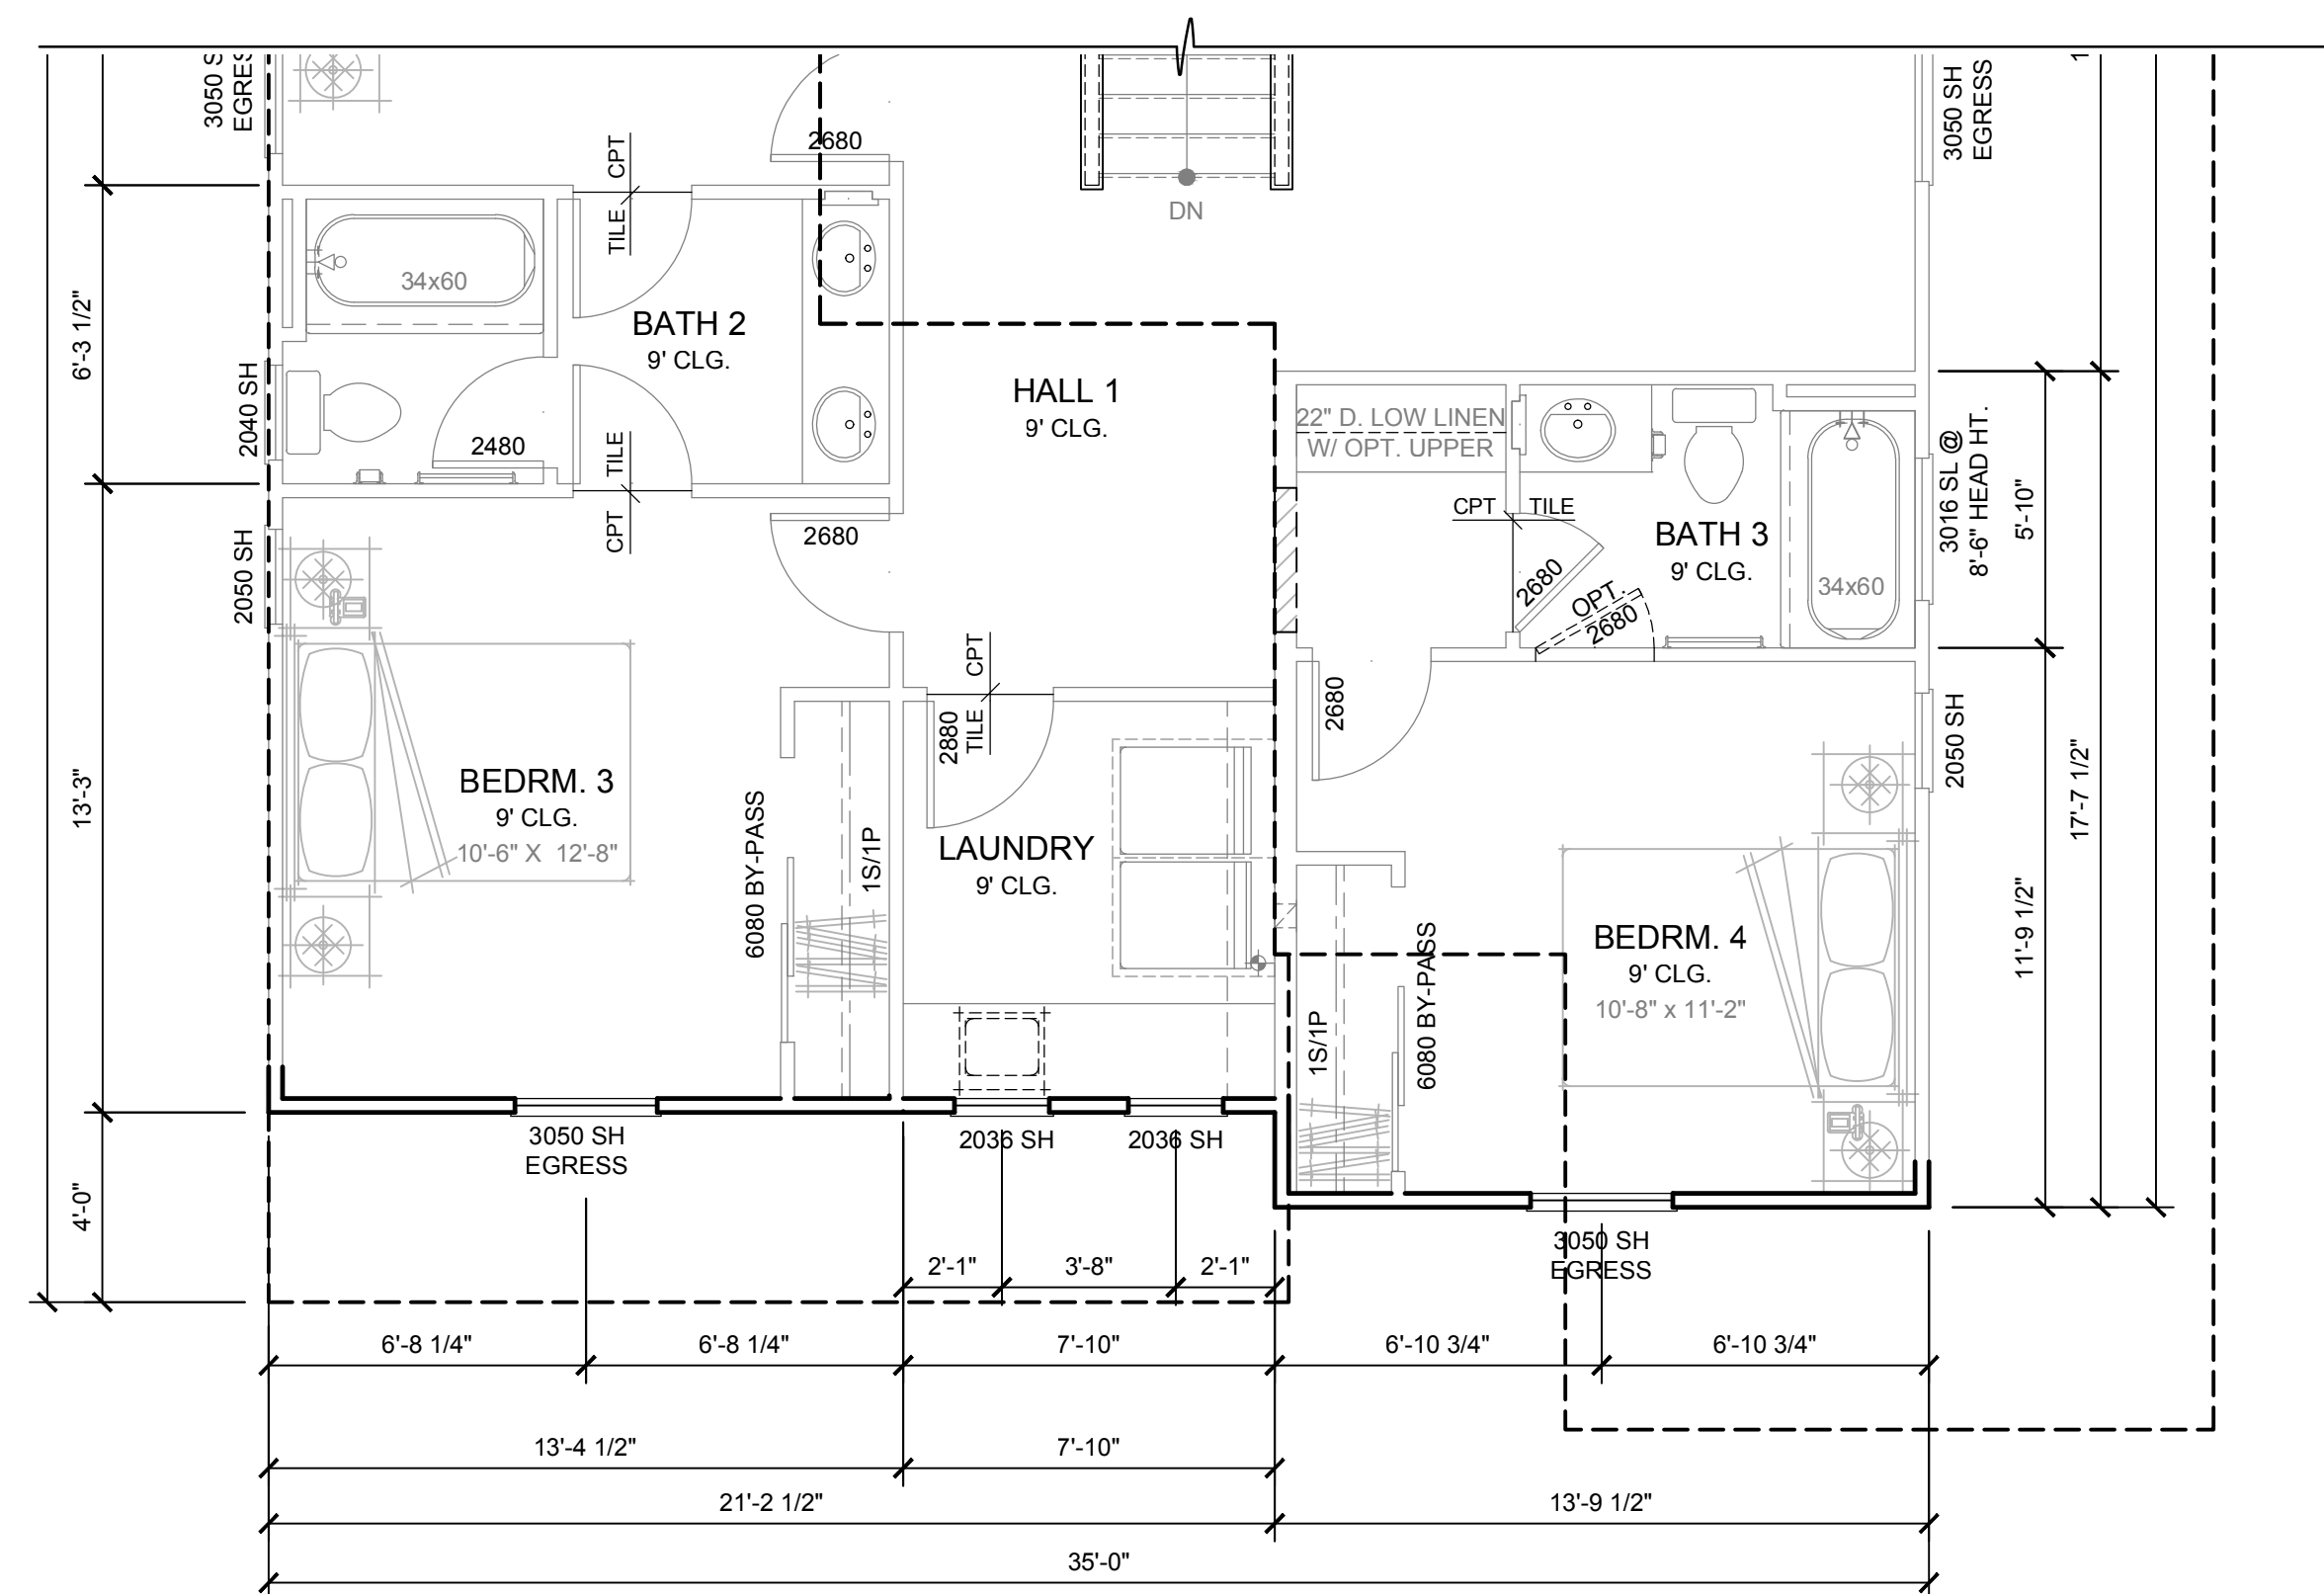 3050 SH
EGRESS
2680
CPT
TILE
DN
34x60
BATH 2
9' CLG.
6'-3 1/2"
2040 SH
2480
TILE
CPT
HALL 1
9' CLG.
22" D. LOW LINEN
W/ OPT. UPPER
3016 SL @
8'-6" HEAD HT.
5'-10"
CPT
TILE
BATH 3
9' CLG.
34x60
2680
OPT.
2680
2050 SH
2680
CPT
TILE
2880
2680
2050 SH
13'-3"
BEDRM. 3
9' CLG.
10'-6" X 12'-8"
6080 BY-PASS
1S/1P
LAUNDRY
9' CLG.
17'-7 1/2"
11'-9 1/2"
BEDRM. 4
9' CLG.
10'-8" x 11'-2"
1S/1P
6080 BY-PASS
4'-0"
3050 SH
EGRESS
2036 SH
2036 SH
3050 SH
EGRESS
2'-1"
3'-8"
2'-1"
6'-8 1/4"
6'-8 1/4"
7'-10"
6'-10 3/4"
6'-10 3/4"
13'-4 1/2"
7'-10"
21'-2 1/2"
13'-9 1/2"
35'-0"